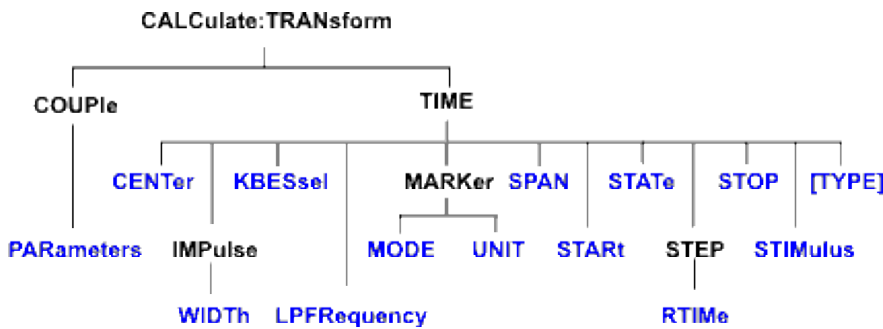 CALCulate:TRANsform
COUPle TIME
CENTer KBESsel MARKer SPAN STATe STOP [TYPE]
PARameters IMPulse MODE UNIT STARt STEP STIMulus
WIDTh LPFRequency RTIMe